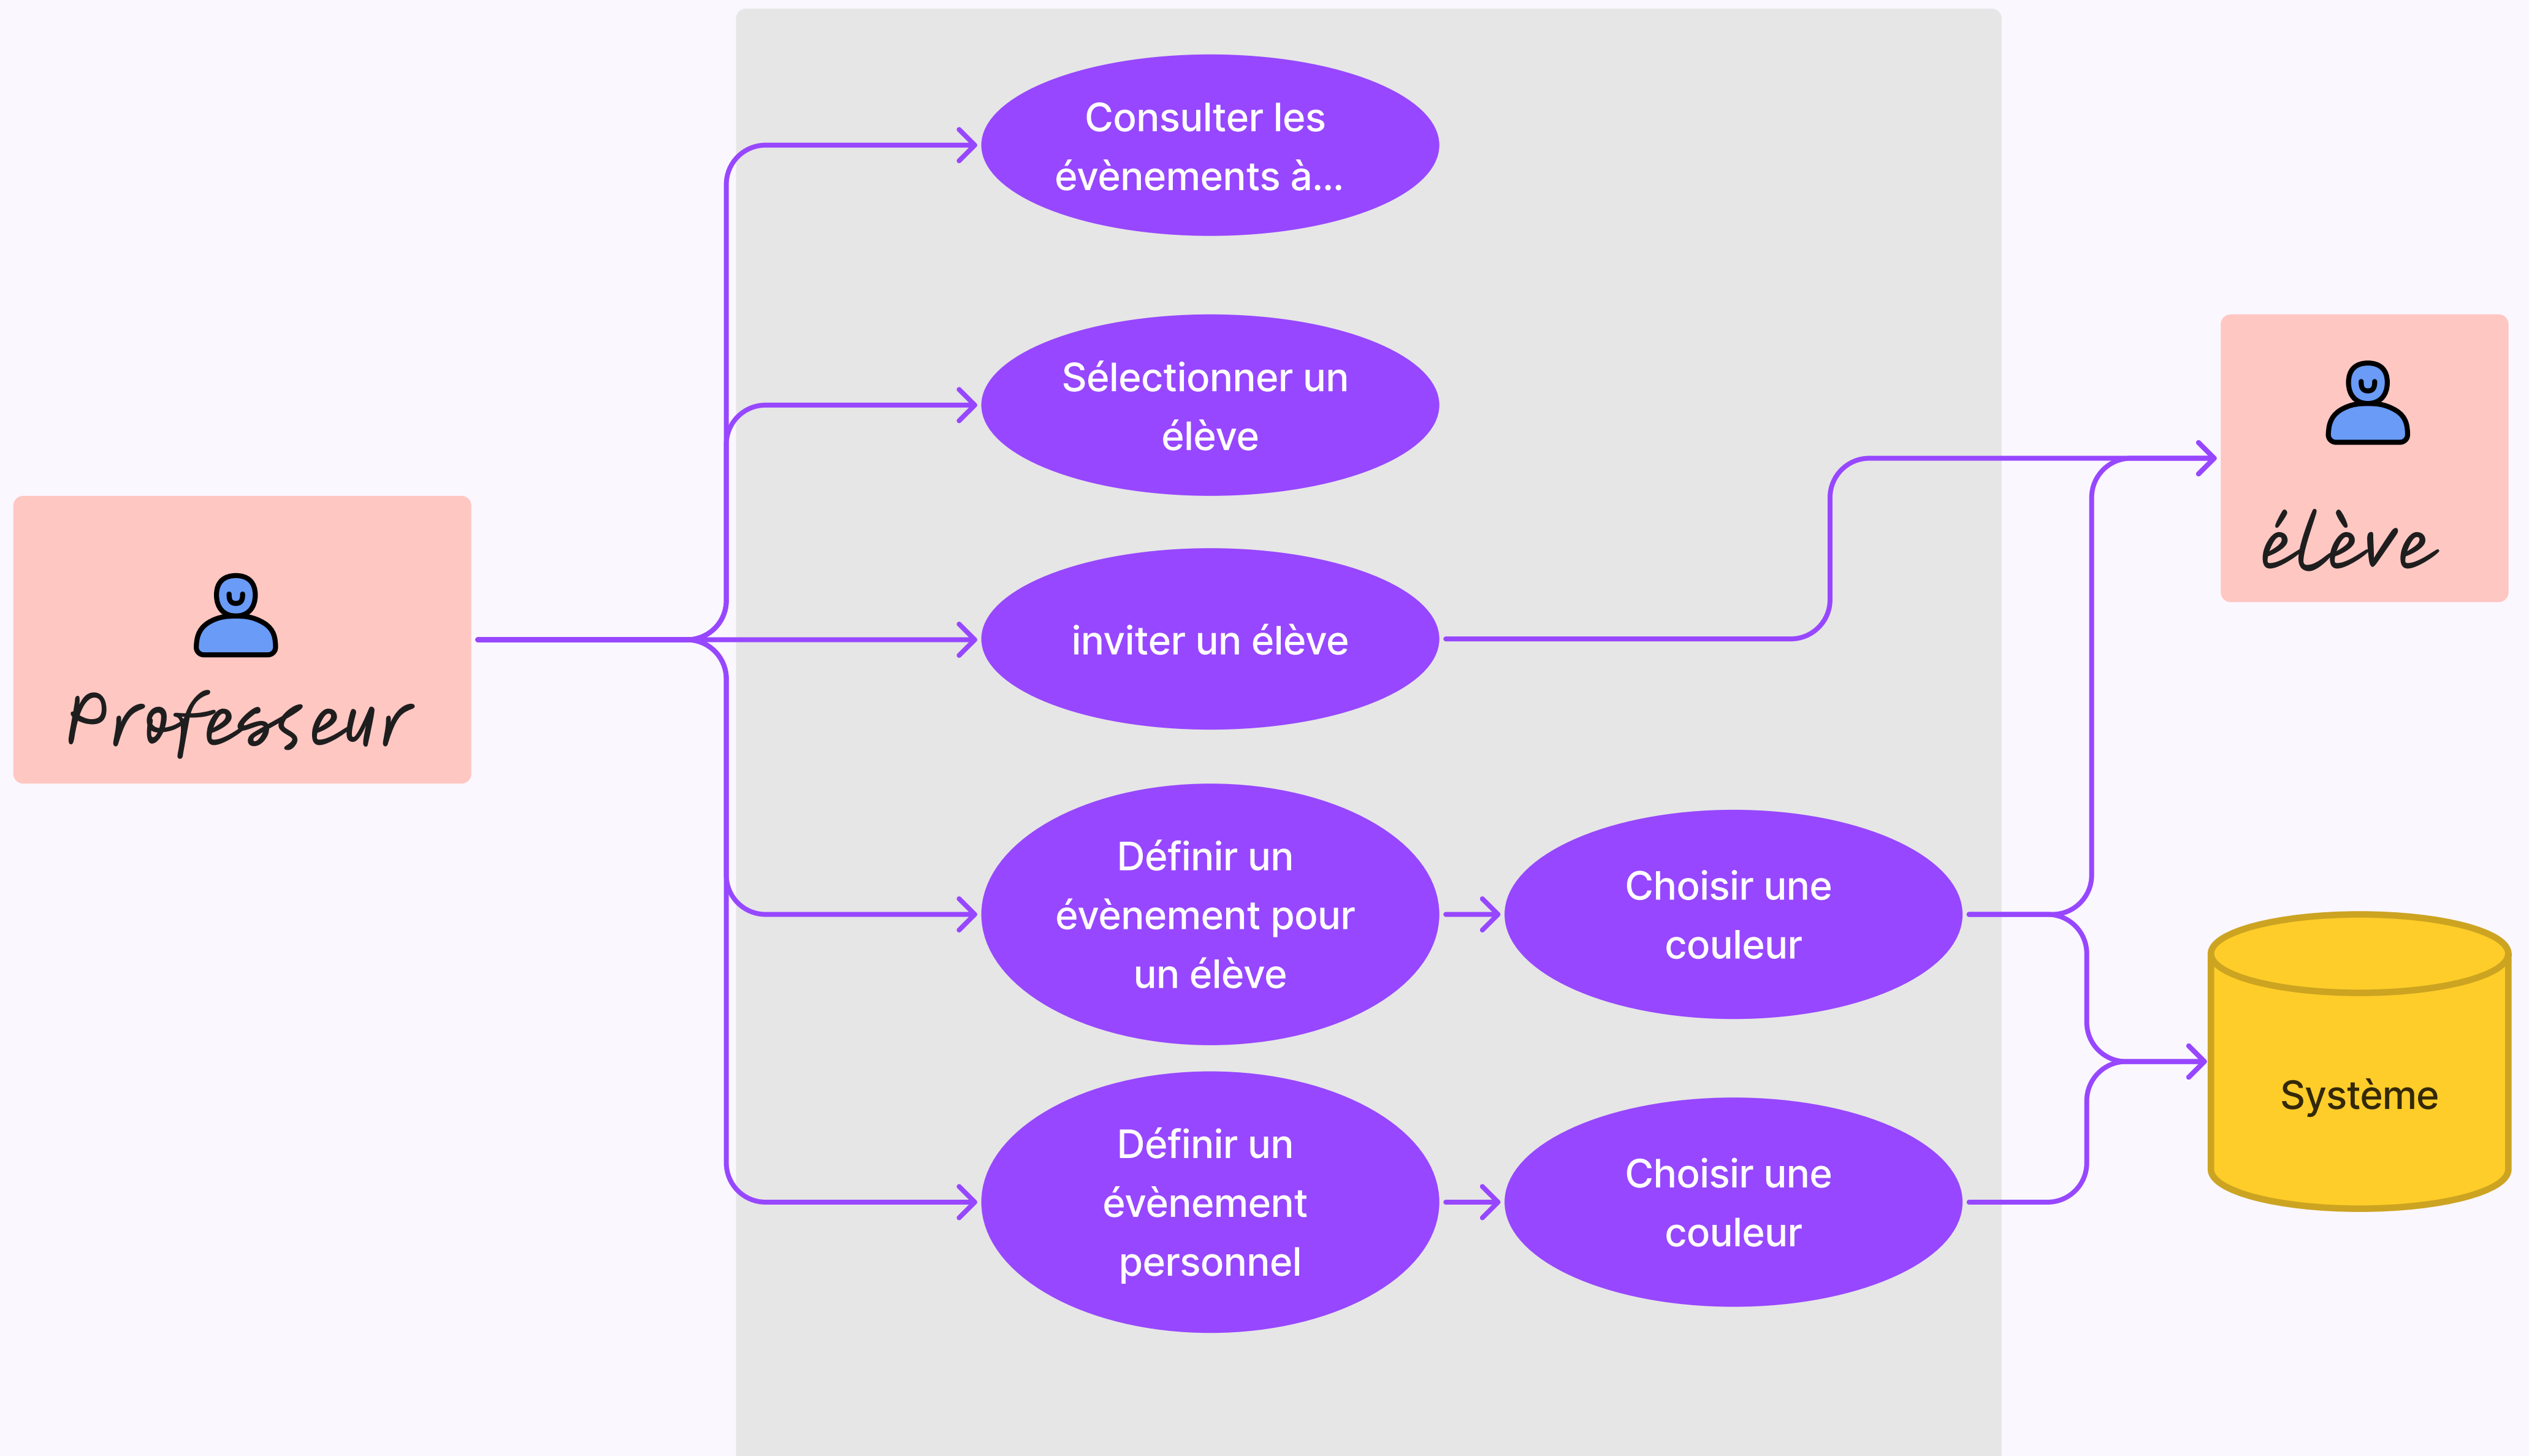 Consulter les
évènements à...
Sélectionner un
élève
inviter un élève
Définir un
évènement pour
un élève
Définir un
évènement
personnel
Choisir une
couleur
Choisir une
couleur
Professeur
élève
Système